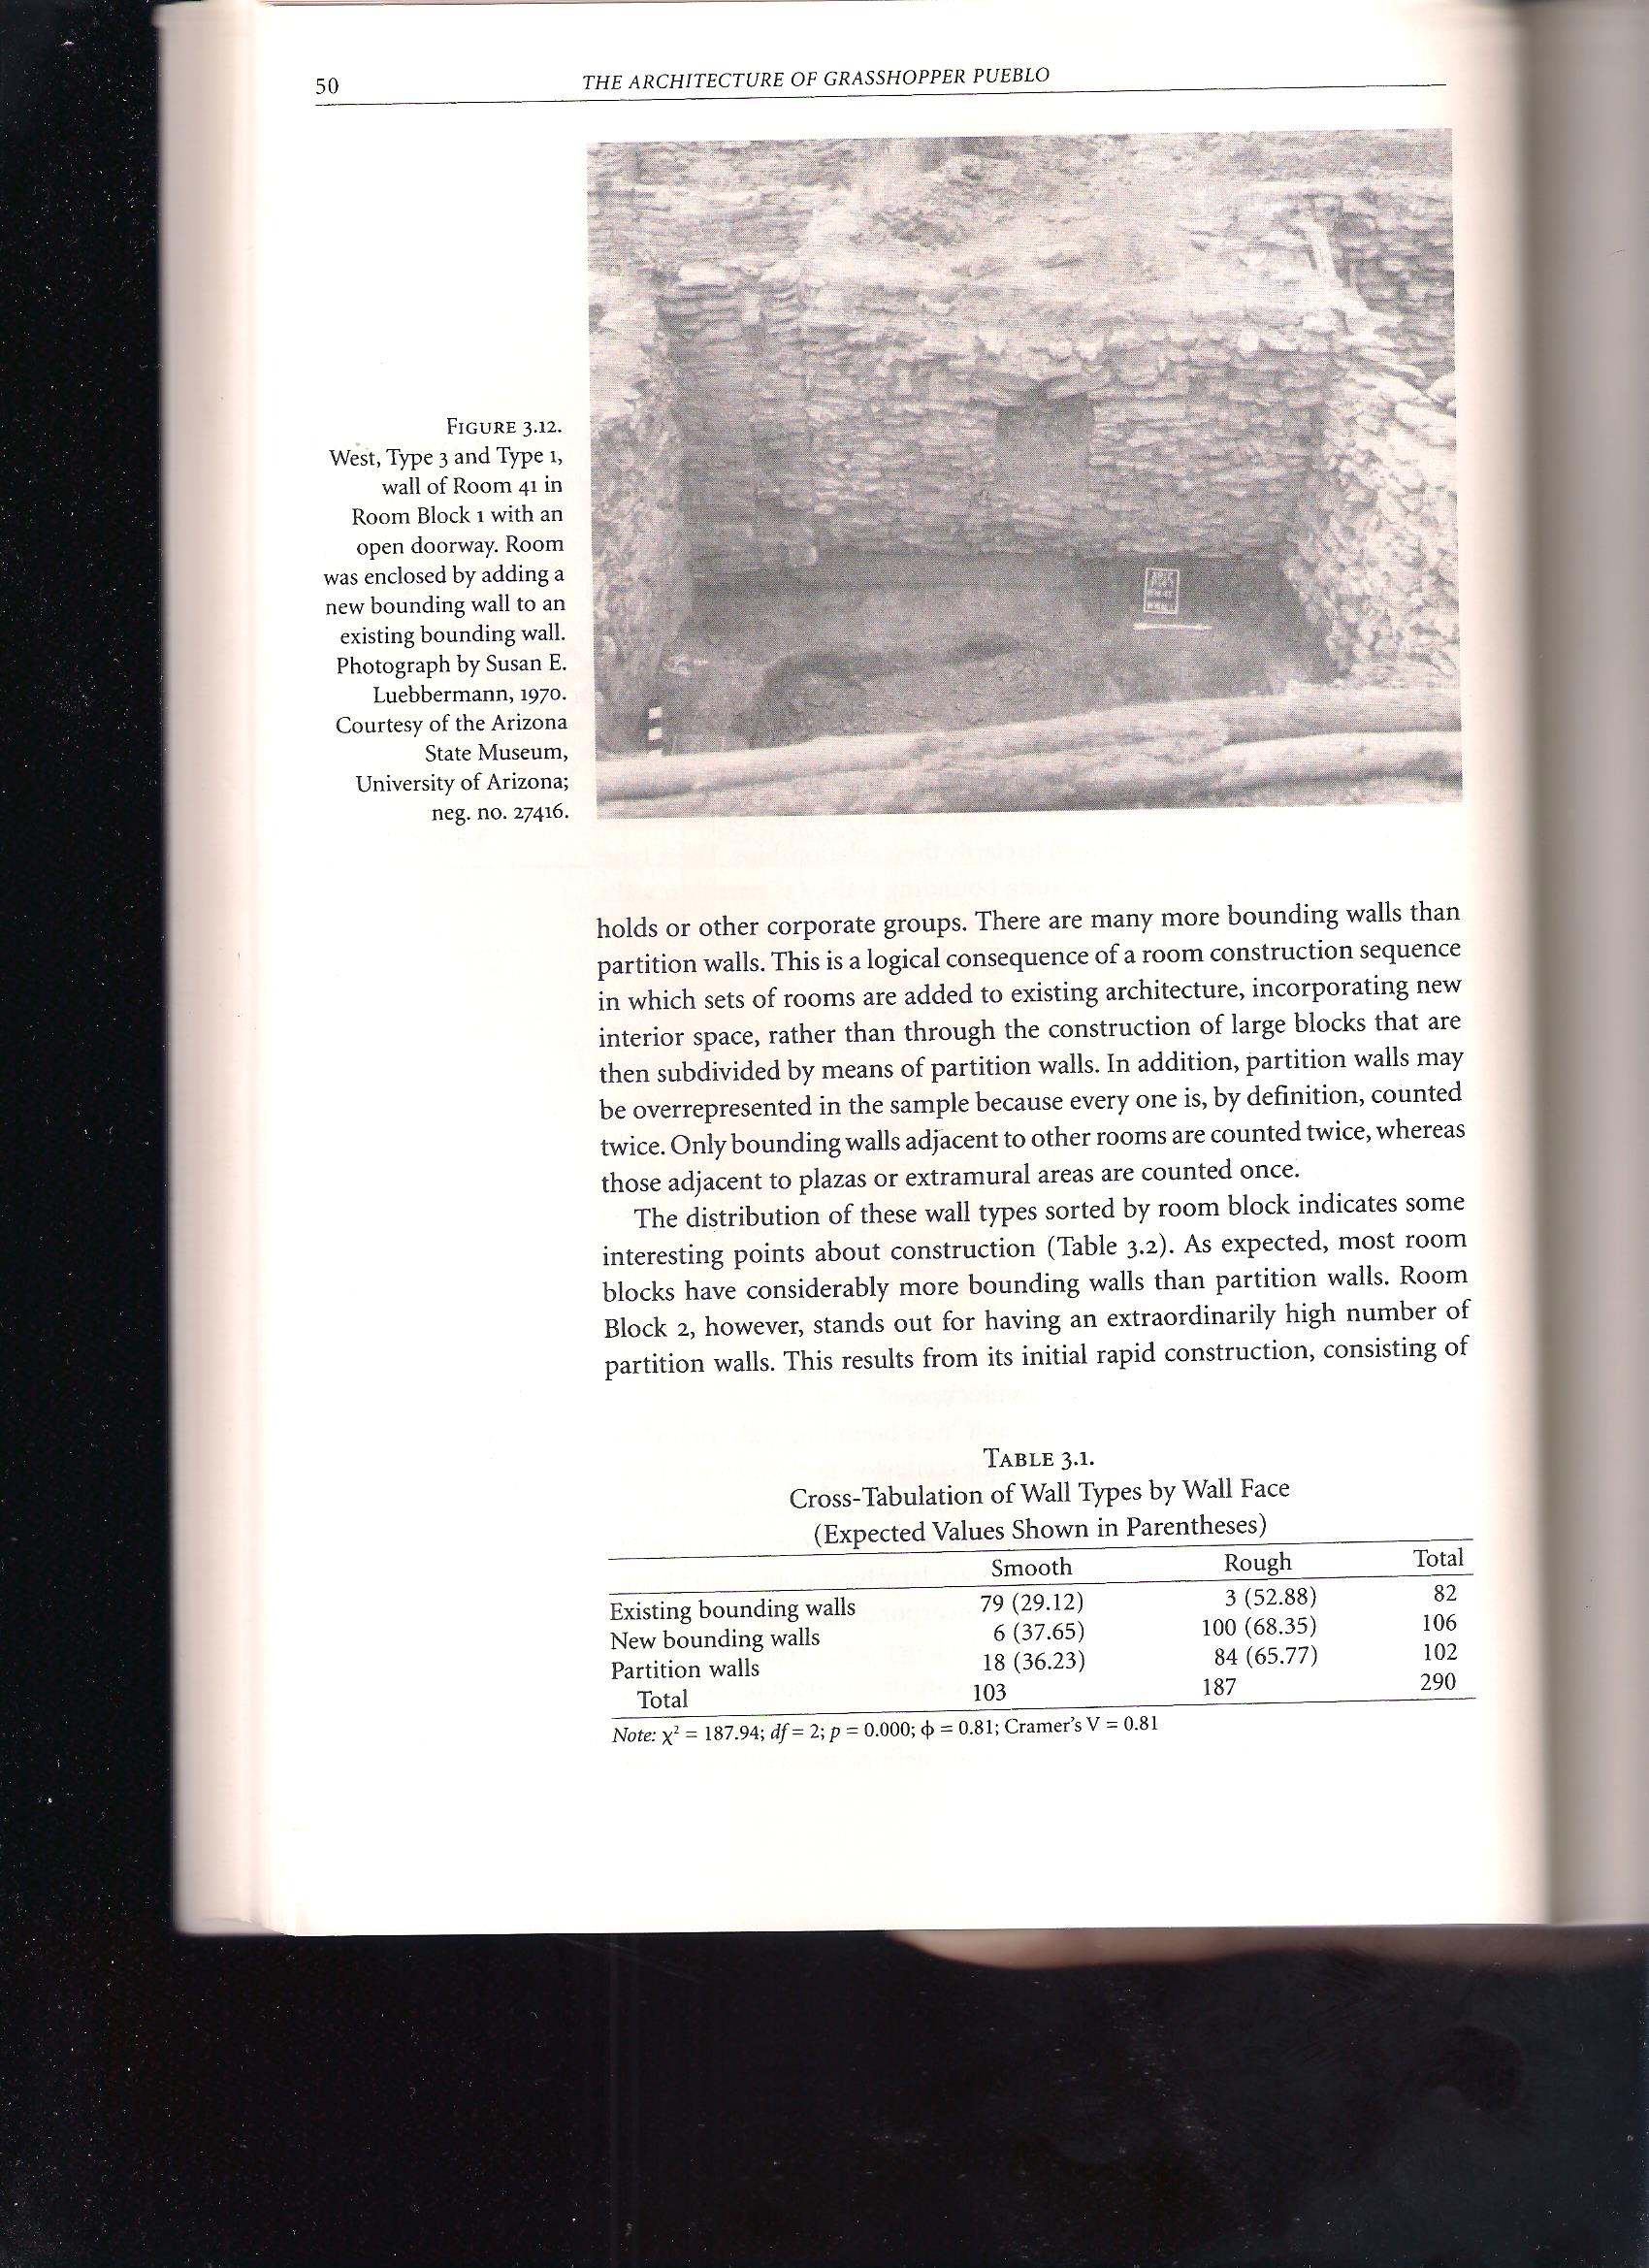 50
THE ARCHITECTURE OF GRASSHOPPER PUEBLO
FIGURE 3.12.
West, Type 3 and Type 1,
wall of Room 41 in
Room Block 1 with an
open doorway. Room
was enclosed by adding a
new bounding wall to an
existing bounding wall.
Photograph by Susan E.
Luebbermann, 1970.
Courtesy of the Arizona
State Museum,
University of Arizona;
neg. no. 27416.
holds or other corporate groups. There are many more bounding walls than
partition walls. This is a logical consequence of a room construction sequence
in which sets of rooms are added to existing architecture, incorporating new
interior space, rather than through the construction of large blocks that are
then subdivided by means of partition walls. In addition, partition walls may
be overrepresented in the sample because every one is, by definition, counted
twice. Only bounding walls adjacent to other rooms are counted twice, whereas
those adjacent to plazas or extramural areas are counted once.
The distribution of these wall types sorted by room block indicates some
interesting points about construction (Table 3.2). As expected, most room
blocks have considerably more bounding walls than partition walls. Room
Block 2, however, stands out for having an extraordinarily high number of
partition walls. This results from its initial rapid construction, consisting of
TABLE 3.1.
Cross-Tabulation of Wall Types by Wall Face
(Expected Values Shown in Parentheses)
Smooth Rough Total
Existing bounding walls 79 (29.12) 3 (52.88) 82
New bounding walls 6 (37.65) 100 (68.35) 106
Partition walls 18 (36.23) 84 (65.77) 102
Total 103 187 290
Note: χ² = 187.94; df = 2; p = 0.000; ϕ = 0.81; Cramer's V = 0.81